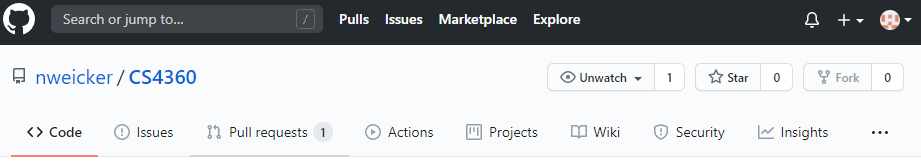 Search or jump to... / Pulls Issues Marketplace Explore
nweicker / CS4360 Unwatch 1 Star 0 Fork 0
Code Issues Pull requests 1 Actions Projects Wiki Security Insights ...